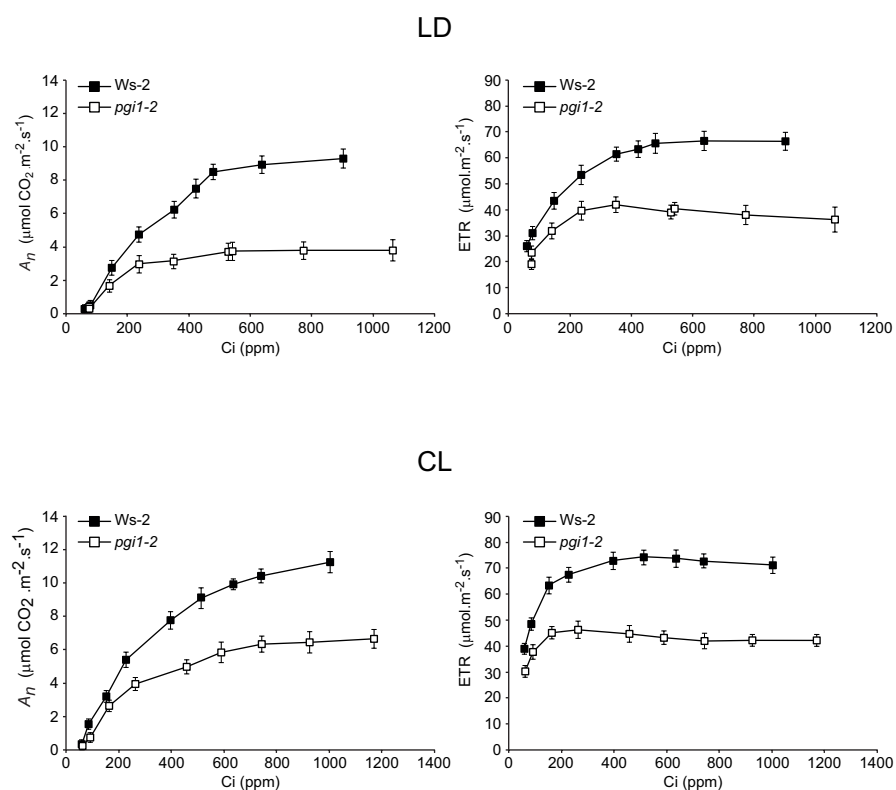 LD
Ws-2
pgi1-2
An (μmol CO2 .m-2.s-1)
14
12
10
8
6
4
2
0
0 200 400 600 800 1000 1200
Ci (ppm)
Ws-2
pgi1-2
ETR (μmol.m-2.s-1)
90
80
70
60
50
40
30
20
10
0
0 200 400 600 800 1000 1200
Ci (ppm)
CL
Ws-2
pgi1-2
An (μmol CO2 .m-2.s-1)
14
12
10
8
6
4
2
0
0 200 400 600 800 1000 1200 1400
Ci (ppm)
Ws-2
pgi1-2
ETR (μmol.m-2.s-1)
90
80
70
60
50
40
30
20
10
0
0 200 400 600 800 1000 1200 1400
Ci (ppm)